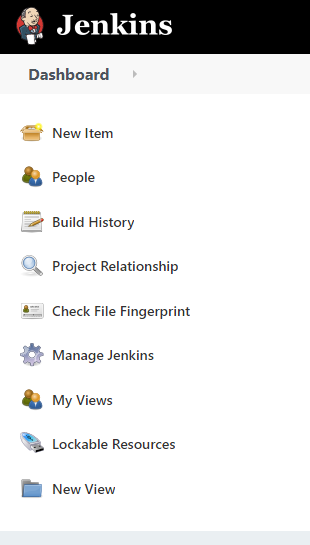 Jenkins
Dashboard
New Item
People
Build History
Project Relationship
Check File Fingerprint
Manage Jenkins
My Views
Lockable Resources
New View